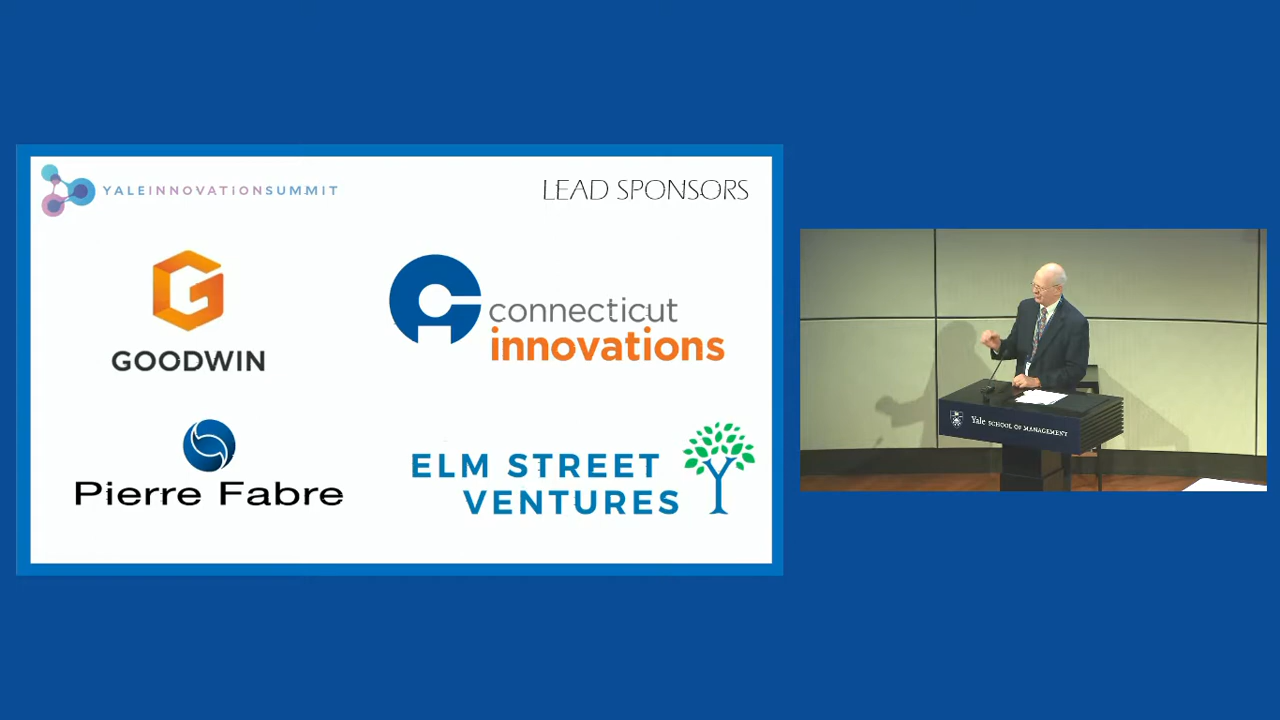 YALEINNOVATIONSUMMIT
LEAD SPONSORS
GOODWIN
connecticut
innovations
Pierre Fabre
ELM STREET
VENTURES
Yale SCHOOL OF MANAGEMENT